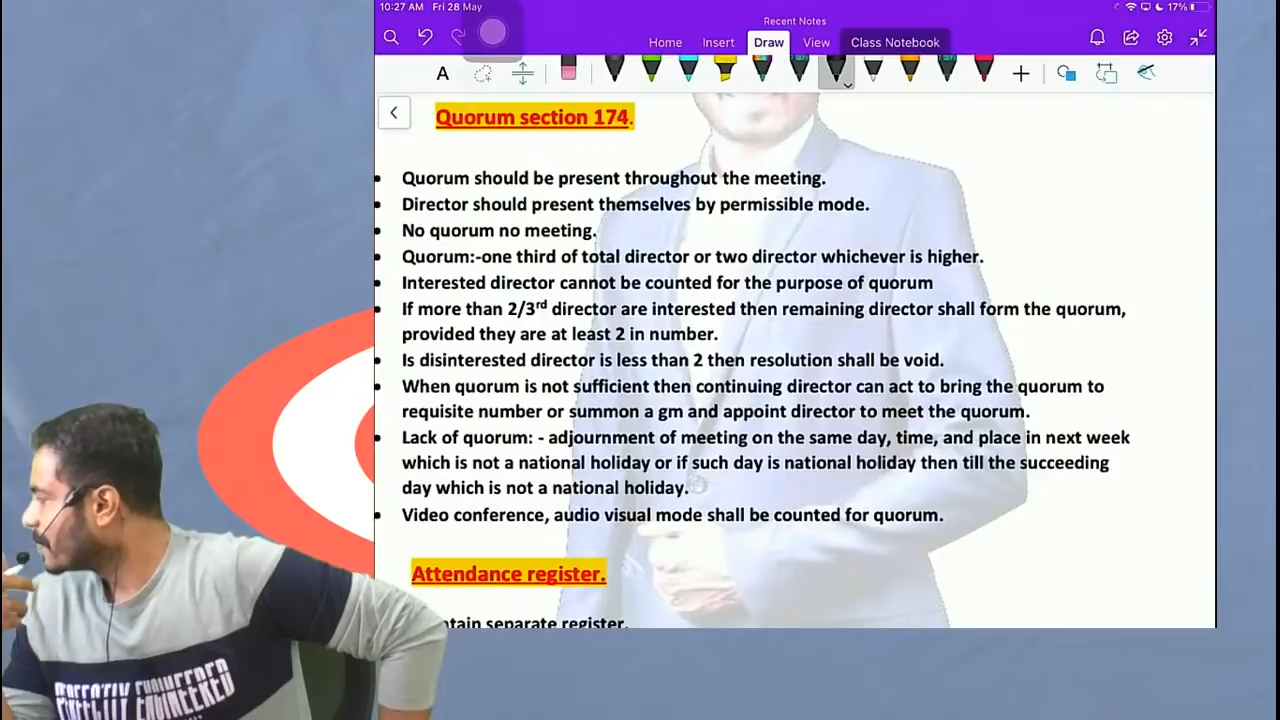 10:27 AM Fri 28 May
17%
Recent Notes
Home Insert Draw View Class Notebook
A
Quorum section 174.
• Quorum should be present throughout the meeting.
• Director should present themselves by permissible mode.
• No quorum no meeting.
• Quorum:-one third of total director or two director whichever is higher.
• Interested director cannot be counted for the purpose of quorum
• If more than 2/3rd director are interested then remaining director shall form the quorum,
provided they are at least 2 in number.
• Is disinterested director is less than 2 then resolution shall be void.
• When quorum is not sufficient then continuing director can act to bring the quorum to
requisite number or summon a gm and appoint director to meet the quorum.
• Lack of quorum: - adjournment of meeting on the same day, time, and place in next week
which is not a national holiday or if such day is national holiday then till the succeeding
day which is not a national holiday.
• Video conference, audio visual mode shall be counted for quorum.
Attendance register.
separate register.
PERFECTLY ENGINEERED